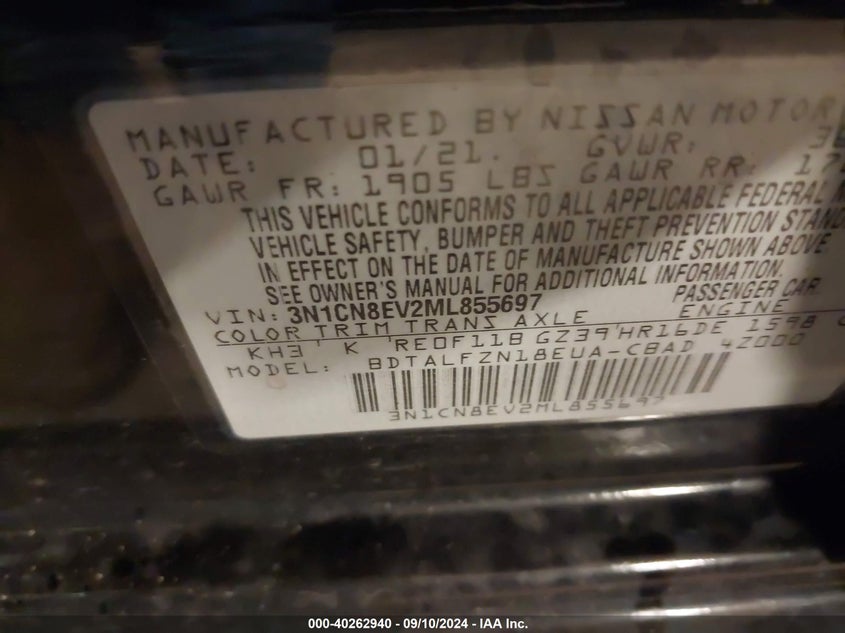 MANUFACTURED BY NISSAN MOTOR
DATE: 01/21. GVWR:
GAWR FR: 1905 LBS GAWR RR:
THIS VEHICLE CONFORMS TO ALL APPLICABLE FEDERAL
VEHICLE SAFETY, BUMPER AND THEFT PREVENTION
IN EFFECT ON THE DATE OF MANUFACTURE SHOWN ABOVE
SEE OWNER'S MANUAL FOR ADDITIONAL INFORMATION.
VIN: 3N1CN8EV2ML855697 PASSENGER CAR
COLOR TRIM TRANS AXLE ENGINE
KH3 K RE0F11B GZ39 HR16DE 1598
MODEL: BDTALFZN18EUA-CBAD 42000
3N1CN8EV2ML855697
000-40262940 - 09/10/2024 - IAA Inc.